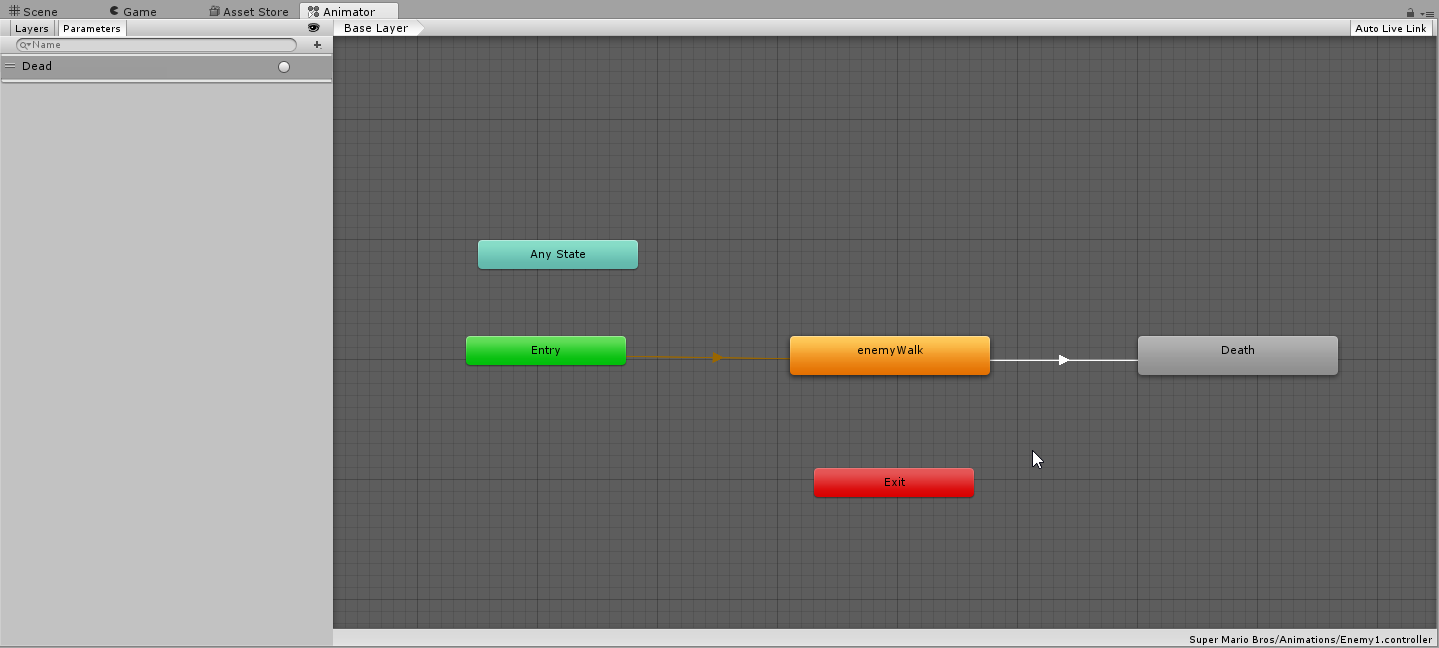 Scene Game Asset Store Animator
Layers Parameters Base Layer Auto Live Link
Name
Dead
Any State
Entry enemyWalk Death
Exit
Super Mario Bros/Animations/Enemy1.controller